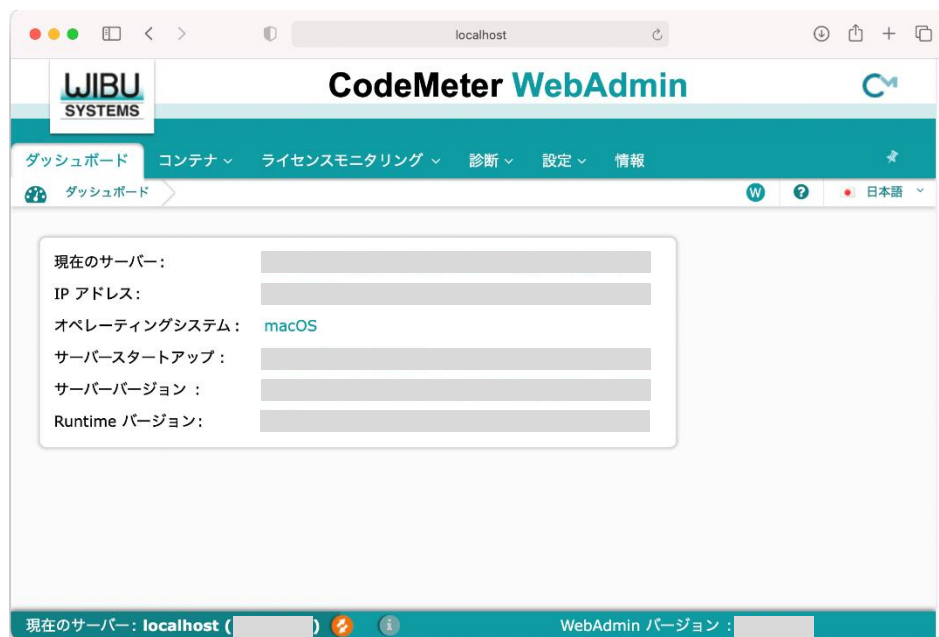 localhost
WIBU
SYSTEMS
CodeMeter WebAdmin
CM
ダッシュボード コンテナ ライセンスモニタリング 診断 設定 情報
ダッシュボード W ? 日本語
現在のサーバー:
IP アドレス:
オペレーティングシステム: macOS
サーバースタートアップ:
サーバーバージョン :
Runtime バージョン:
現在のサーバー: localhost ( ) i WebAdmin バージョン :